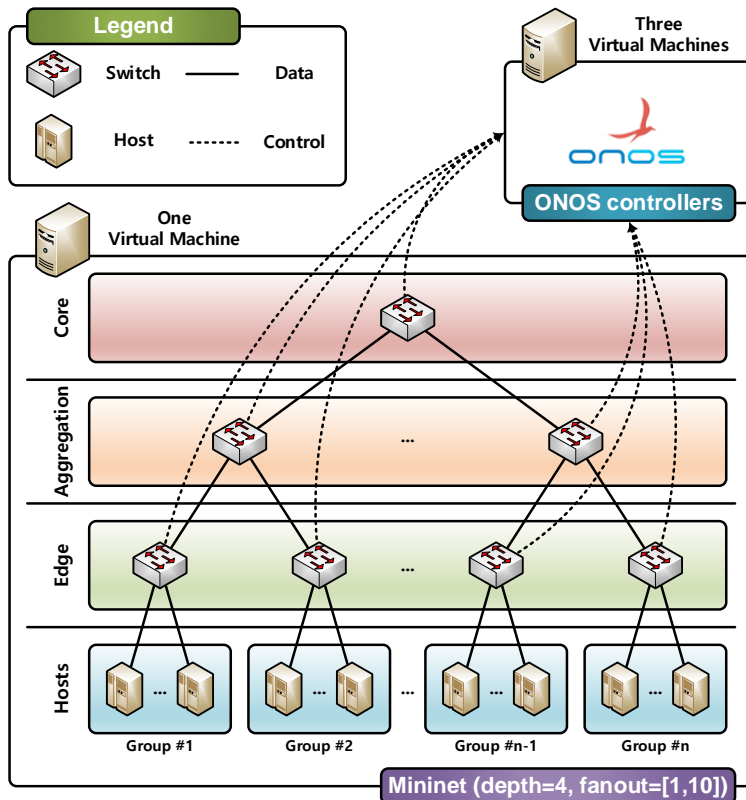 Legend
Switch
Data
Host
Control
Three
Virtual Machines
onos
ONOS controllers
One
Virtual Machine
Core
Aggregation
...
Edge
...
Hosts
...
...
...
...
...
Group #1
Group #2
Group #n-1
Group #n
Mininet (depth=4, fanout=[1,10])